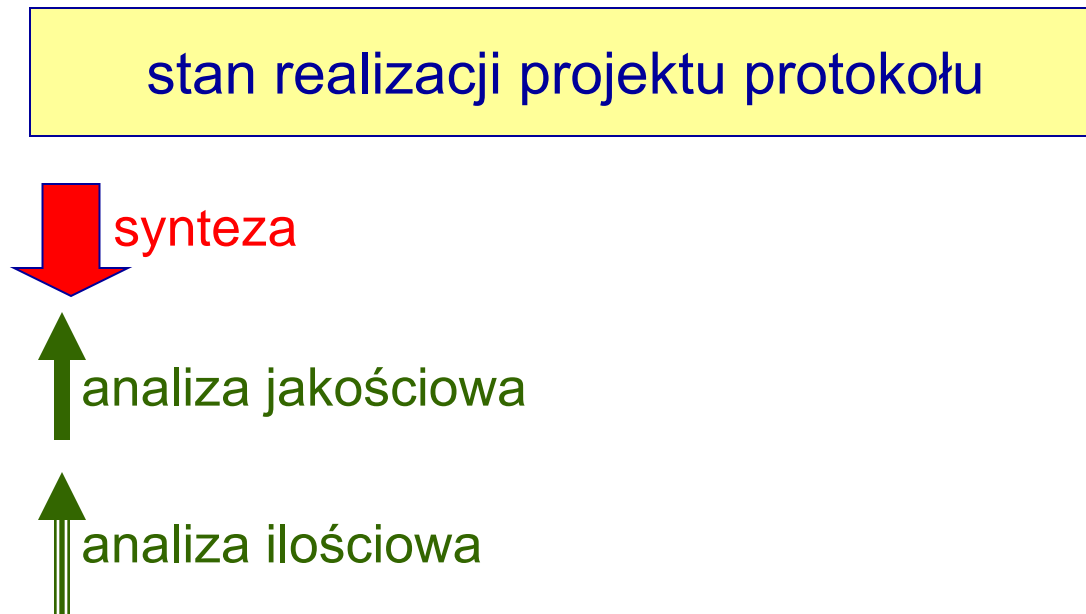 stan realizacji projektu protokołu
synteza
analiza jakościowa
analiza ilościowa